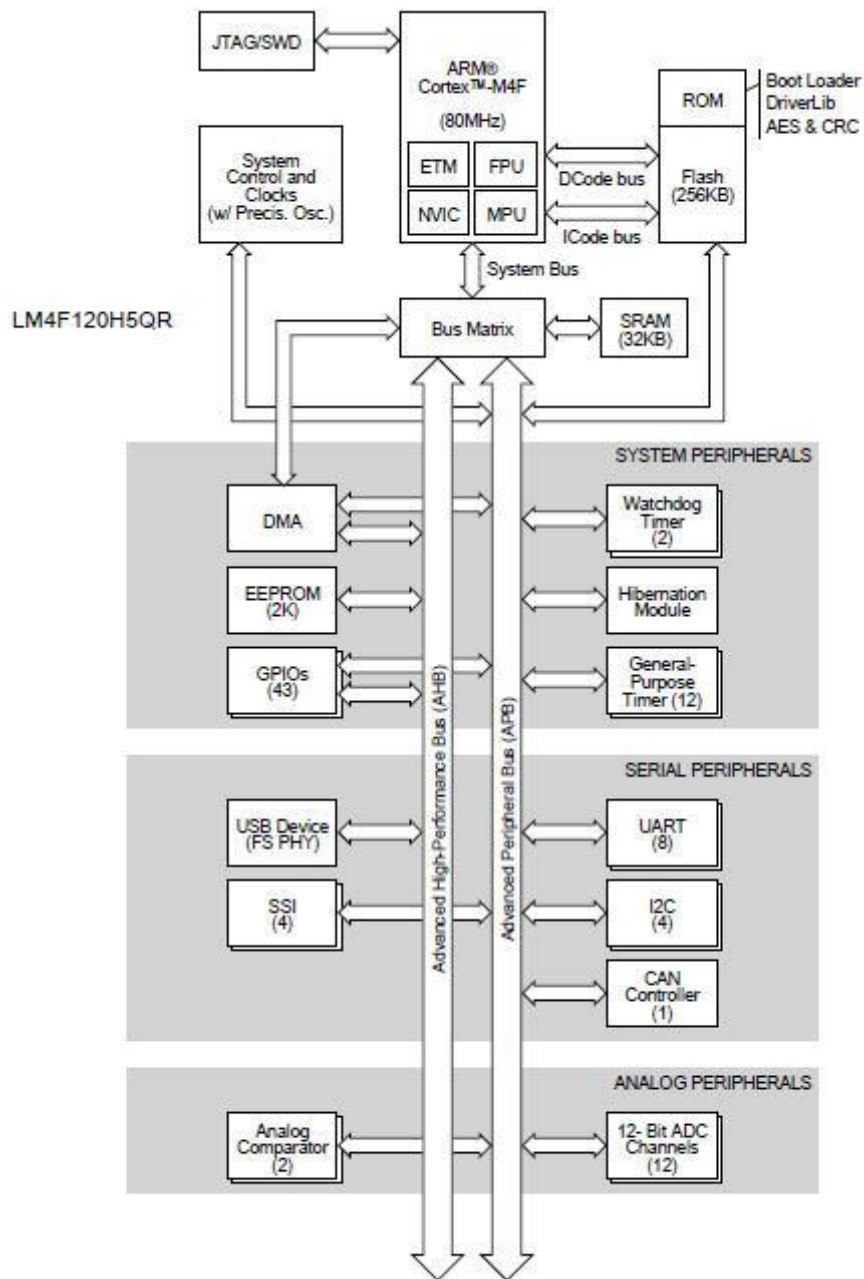 JTAG/SWD
ARM®
Cortex™-M4F
(80MHz)
ETM
FPU
NVIC
MPU
ROM
Boot Loader
DriverLib
AES & CRC
Flash
(256KB)
DCode bus
ICode bus
System
Control and
Clocks
(w/ Precis. Osc.)
System Bus
LM4F120H5QR
Bus Matrix
SRAM
(32KB)
SYSTEM PERIPHERALS
DMA
Watchdog
Timer
(2)
EEPROM
(2K)
Hibernation
Module
GPIOs
(43)
General-
Purpose
Timer (12)
Advanced High-Performance Bus (AHB)
Advanced Peripheral Bus (APB)
SERIAL PERIPHERALS
USB Device
(FS PHY)
UART
(8)
SSI
(4)
I2C
(4)
CAN
Controller
(1)
ANALOG PERIPHERALS
Analog
Comparator
(2)
12- Bit ADC
Channels
(12)